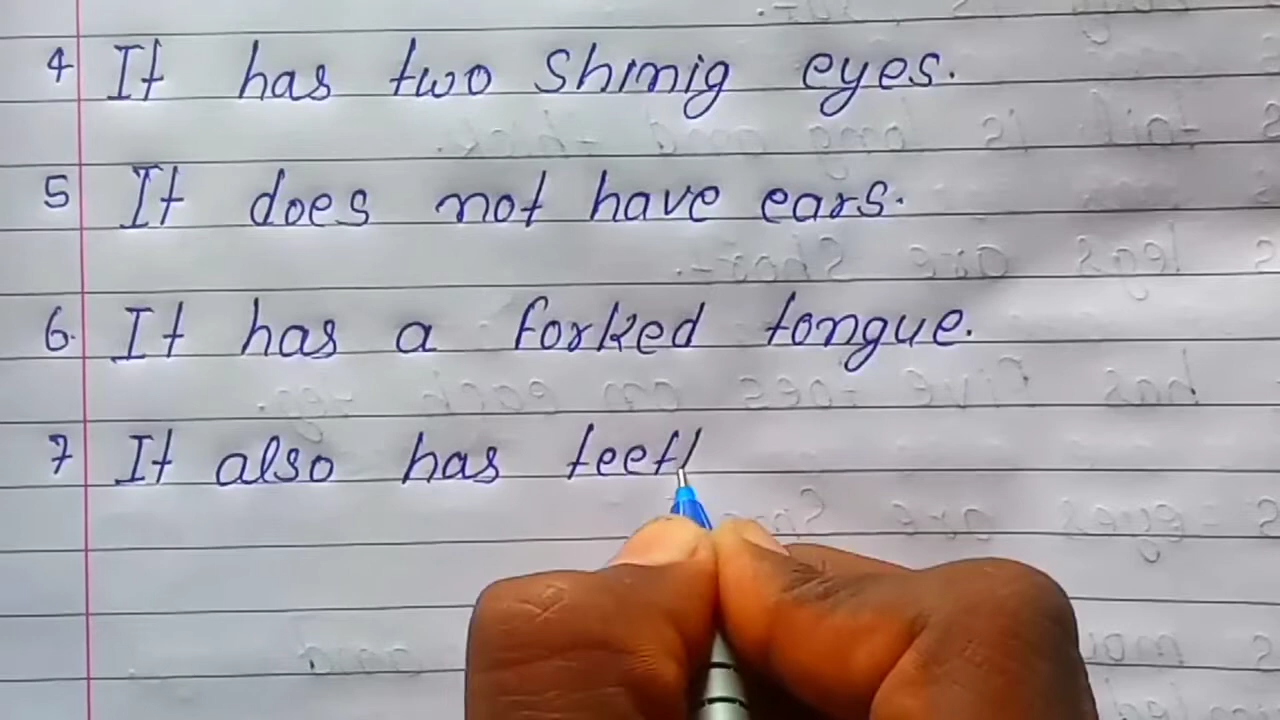 4 It has two Shinig eyes.
5 It does not have ears.
6. It has a forked tongue.
7 It also has teeth